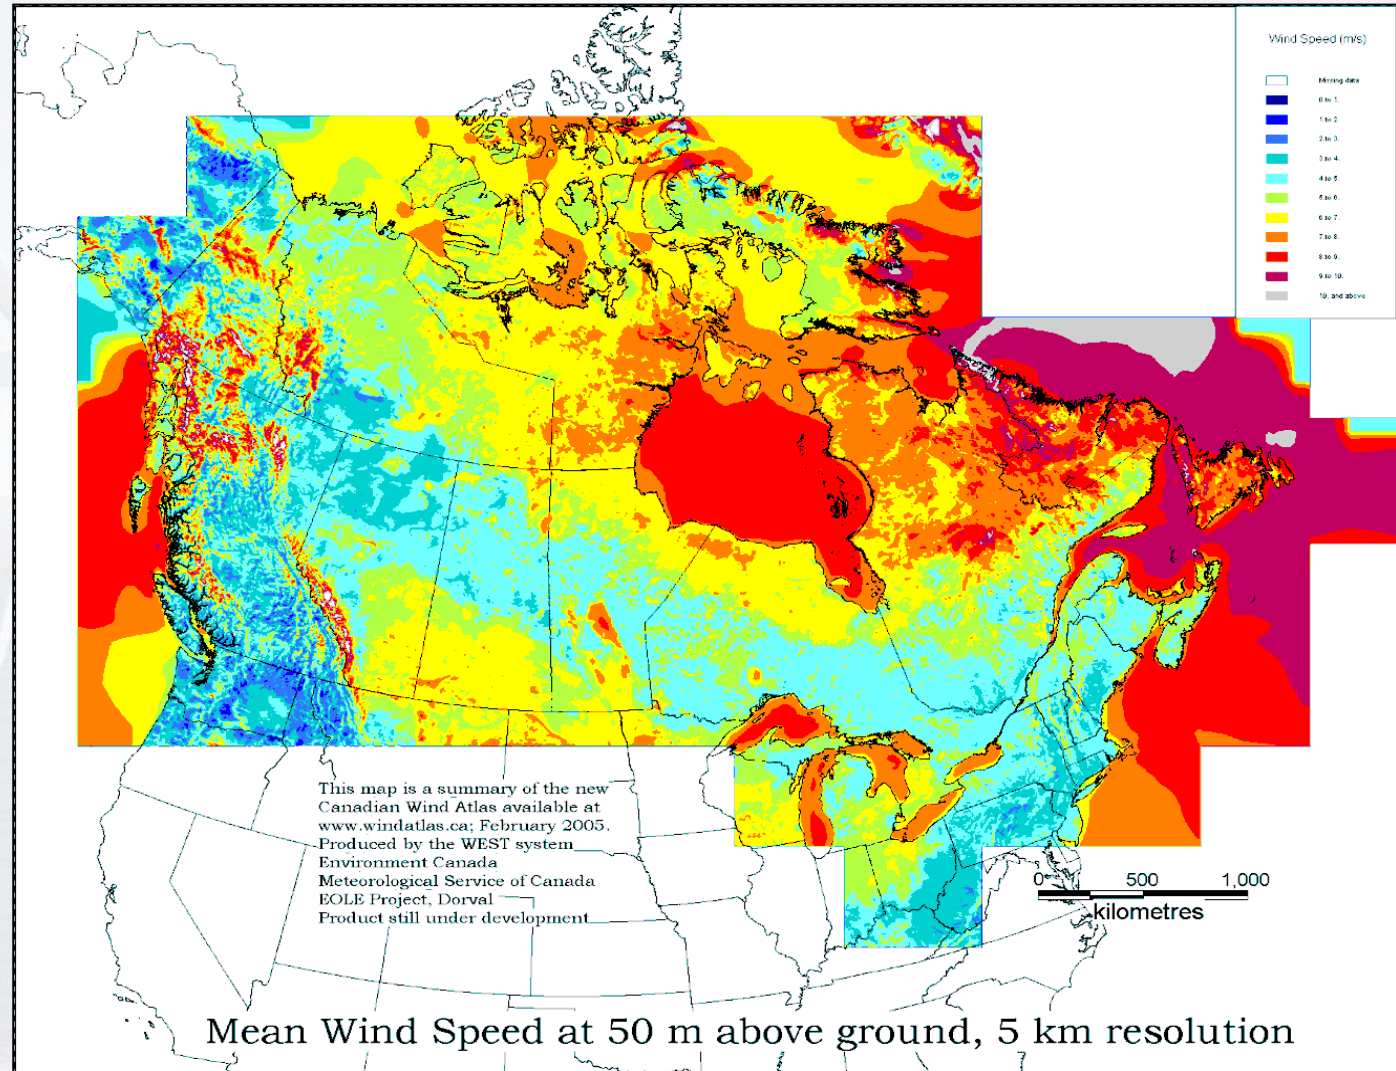 Wind Speed (m/s)
Missing data
0 to 1.
1 to 2.
2 to 3.
3 to 4.
4 to 5.
5 to 6.
6 to 7.
7 to 8.
8 to 9.
9 to 10.
10. and above
This map is a summary of the new
Canadian Wind Atlas available at
www.windatlas.ca; February 2005.
Produced by the WEST system
Environment Canada
Meteorological Service of Canada
EOLE Project, Dorval
Product still under development
0 500 1,000
kilometres
Mean Wind Speed at 50 m above ground, 5 km resolution